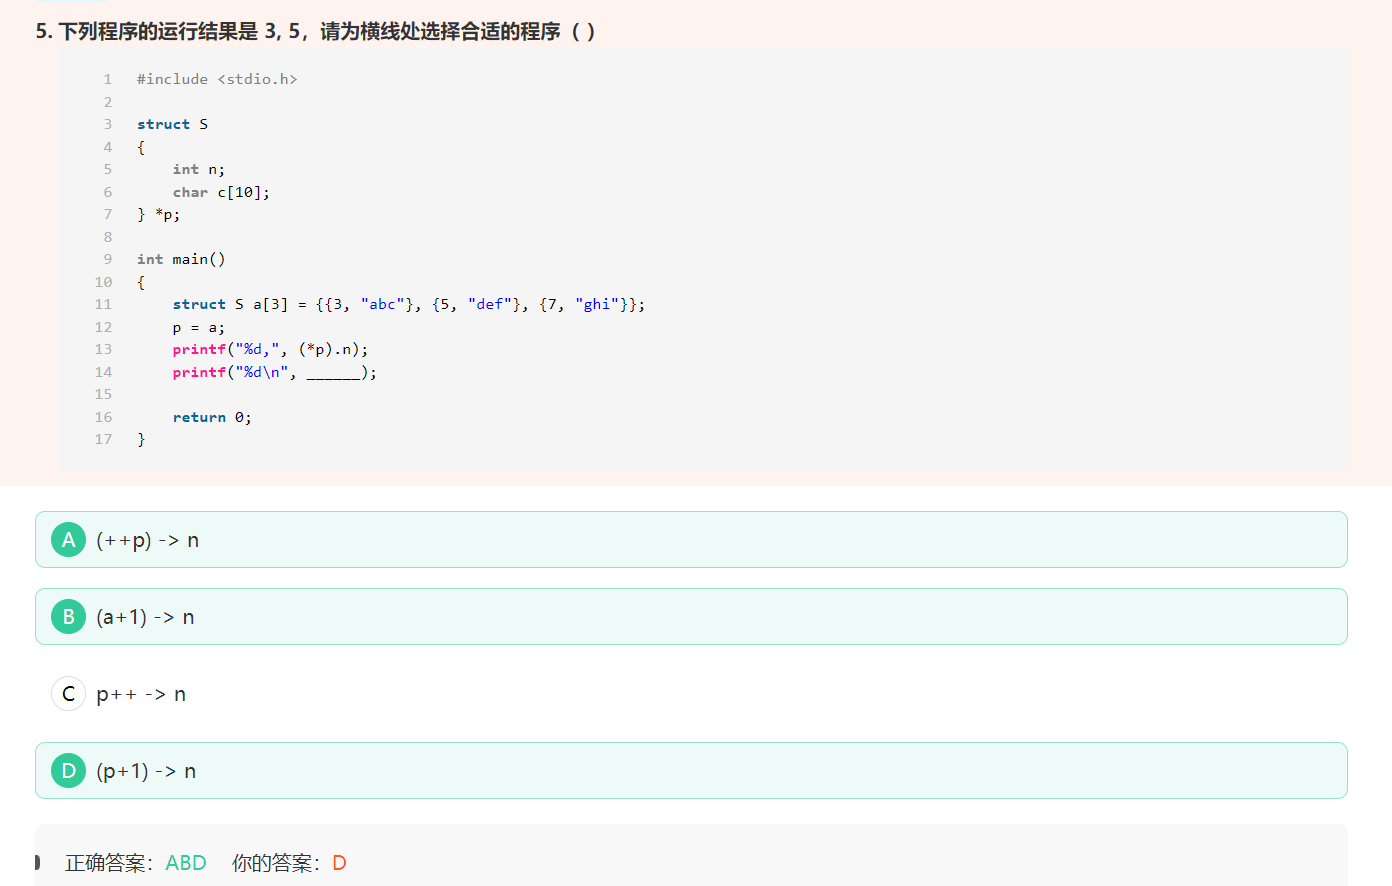 5. 下列程序的运行结果是 3, 5，请为横线处选择合适的程序（ ）
1 #include <stdio.h>
2
3 struct S
4 {
5     int n;
6     char c[10];
7 } *p;
8
9 int main()
10 {
11     struct S a[3] = {{3, "abc"}, {5, "def"}, {7, "ghi"}};
12     p = a;
13     printf("%d,", (*p).n);
14     printf("%d\n", ______);
15
16     return 0;
17 }
A (++p) -> n
B (a+1) -> n
C p++ -> n
D (p+1) -> n
正确答案：ABD 你的答案：D